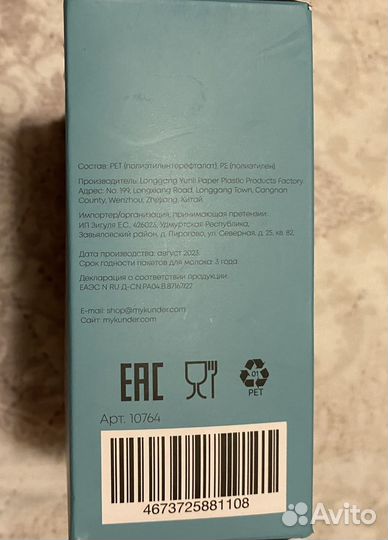 Состав: PET (полиэтилентерефталат), PE (полиэтилен)
Производитель: Longgang Yunli Paper Plastic Products Factory.
Адрес: No. 199, Longxiang Road, Longgang Town, Cangnan
County, Wenzhou, Zhejiang, Китай.
Импортер/организация, принимающая претензии:
ИП Зигуля Е.С. 426023, Удмуртская Республика,
Завьяловский район, д. Пирогово, ул. Северная, д. 25, кв. 82
Дата производства: август 2023
Срок годности пакетов для молока: 3 года
Декларация о соответствии продукции:
ЕАЭС N RU Д-CN.РА04.В.87167/22
E-mail: shop@mykunder.com
Сайт: mykunder.com
EAC
01
PET
Арт. 10764
4673725881108
Avito